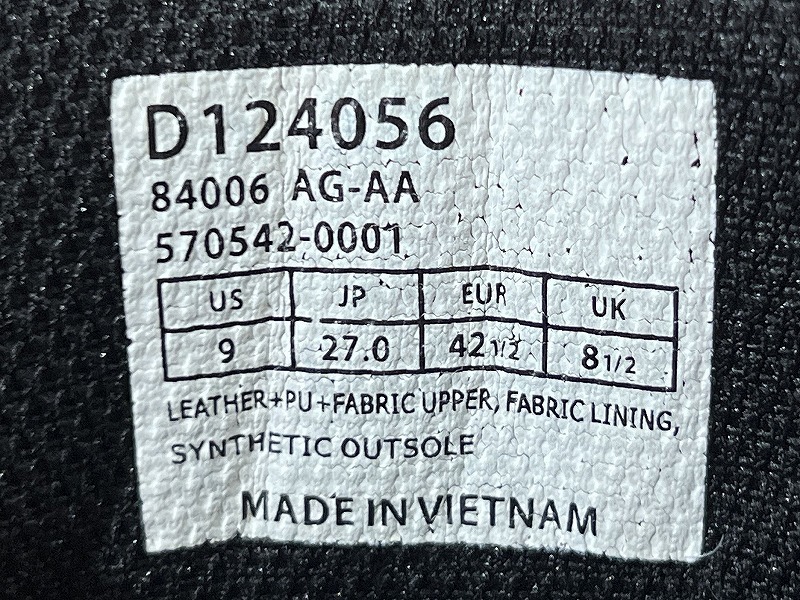 D124056
84006 AG-AA
570542-0001
US JP EUR UK
9 27.0 42 1/2 8 1/2
LEATHER+PU+FABRIC UPPER, FABRIC LINING,
SYNTHETIC OUTSOLE
MADE IN VIETNAM